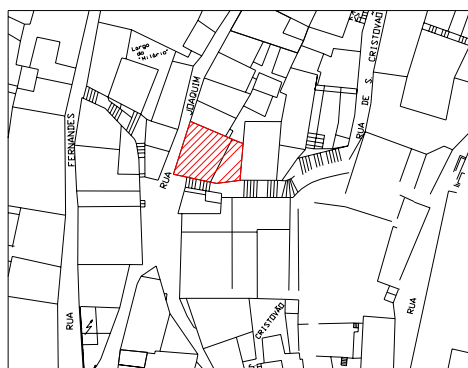 Largo
do
"Hilário"
JOAQUIM
RUA
FERNANDES
RUA
RUA DE S. CRISTOVÃO
RUA
CRISTOVÃO